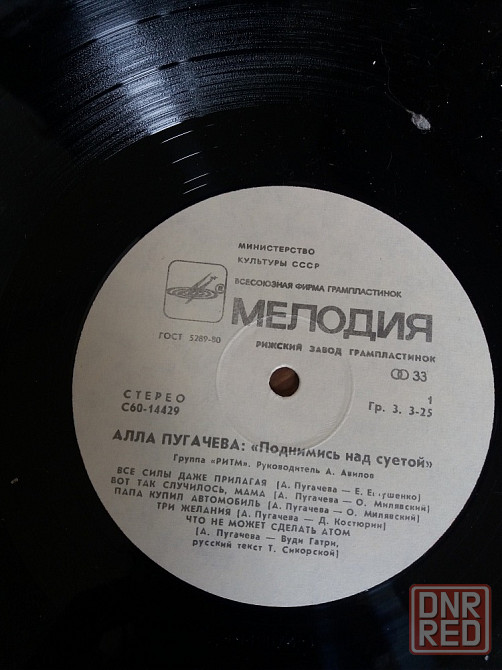 МИНИСТЕРСТВО
КУЛЬТУРЫ СССР
ВСЕСОЮЗНАЯ ФИРМА ГРАМПЛАСТИНОК
®
МЕЛОДИЯ
ГОСТ 5289-80
РИЖСКИЙ ЗАВОД ГРАМПЛАСТИНОК
33
СТЕРЕО
1
С60-14429
Гр. 3. 3-25
АЛЛА ПУГАЧЕВА: «Поднимись над суетой»
Группа «РИТМ». Руководитель А. Авилов
ВСЕ СИЛЫ ДАЖЕ ПРИЛАГАЯ (А. Пугачева — Е. Евтушенко)
ВОТ ТАК СЛУЧИЛОСЬ, МАМА (А. Пугачева — О. Милявский)
ПАПА КУПИЛ АВТОМОБИЛЬ (А. Пугачева — О. Милявский)
ТРИ ЖЕЛАНИЯ (А. Пугачева — Д. Костюрин)
ЧТО НЕ МОЖЕТ СДЕЛАТЬ АТОМ
(А. Пугачева — Вуди Гатри,
русский текст Т. Сикорской)
DNR
RED